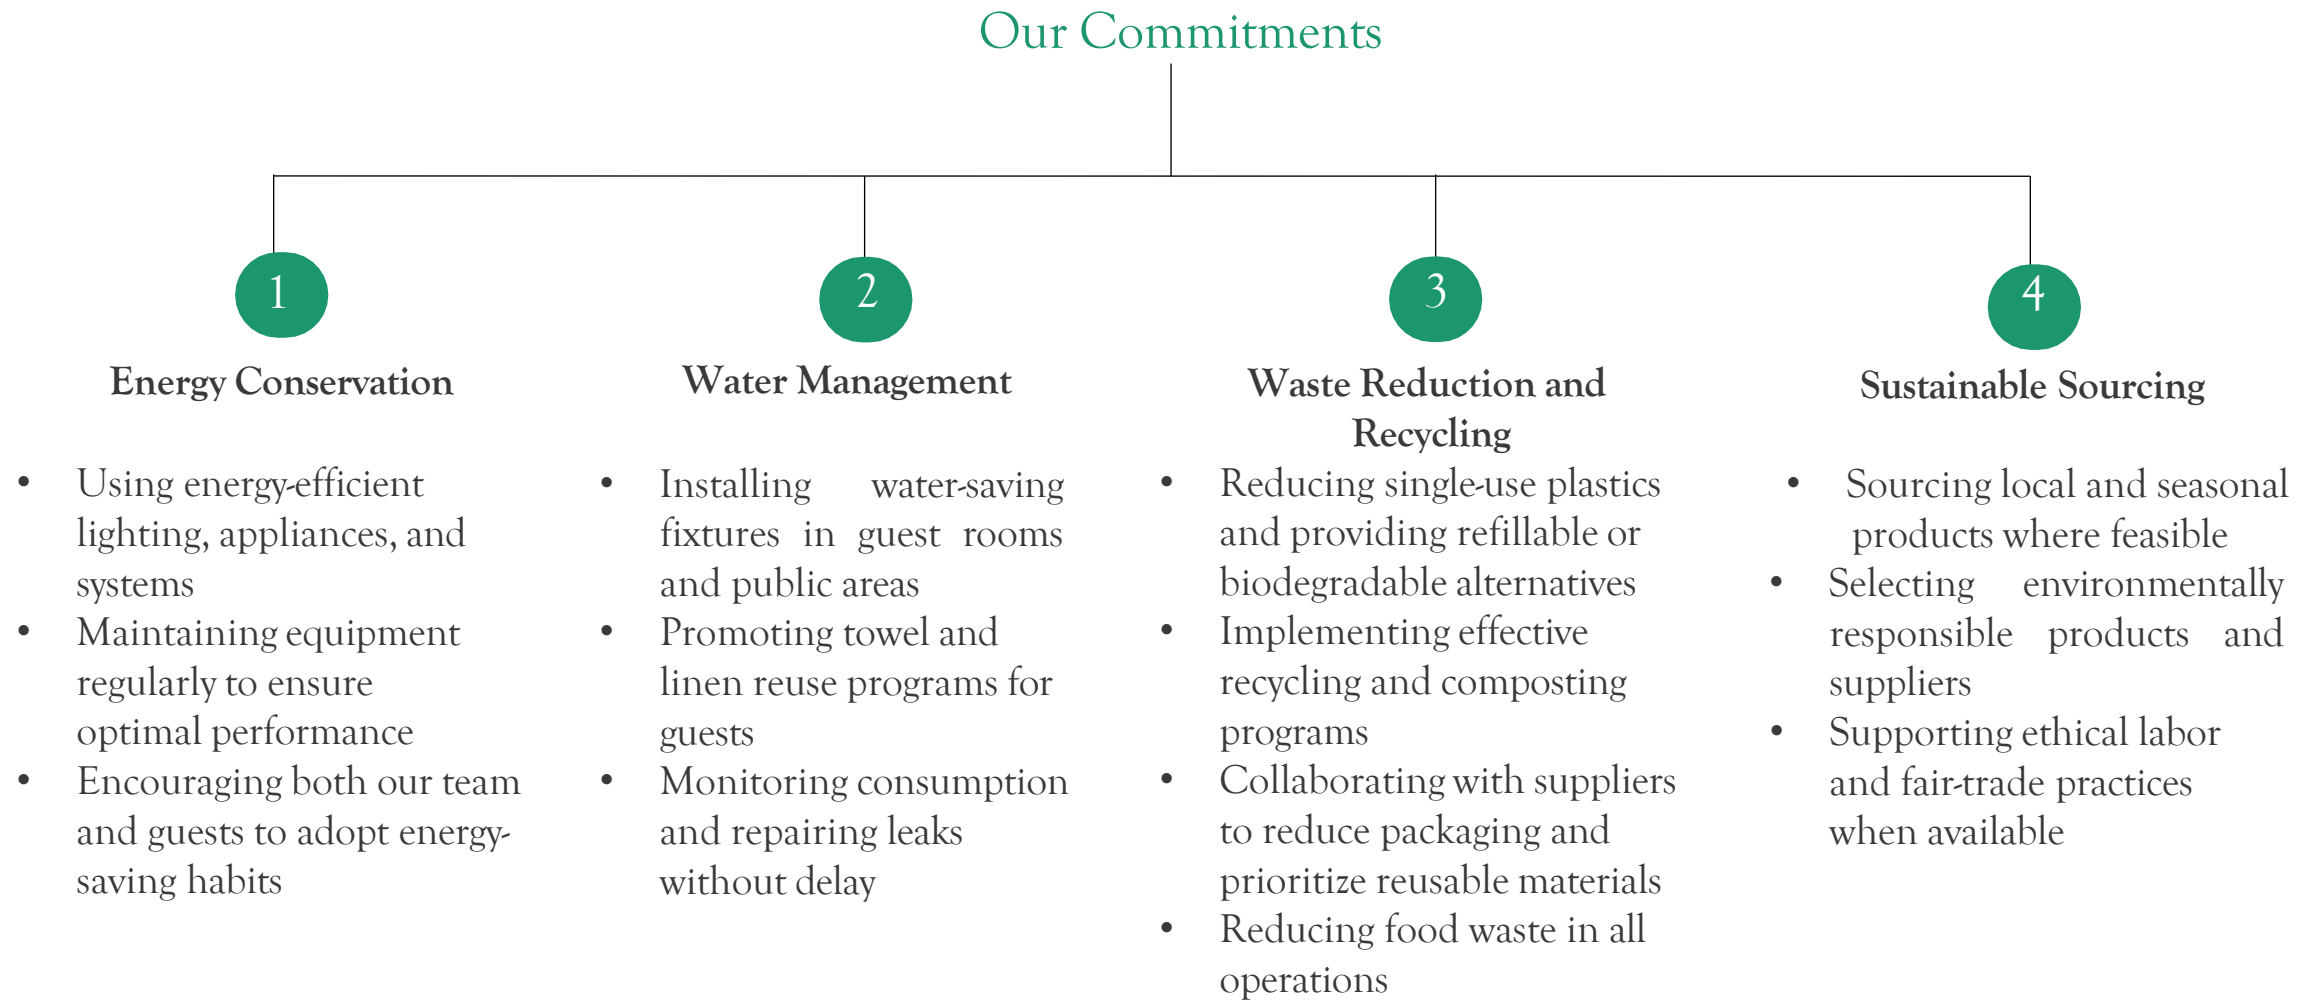 Our Commitments
1
Energy Conservation
• Using energy-efficient
lighting, appliances, and
systems
• Maintaining equipment
regularly to ensure
optimal performance
• Encouraging both our team
and guests to adopt energy-
saving habits
2
Water Management
• Installing water-saving
fixtures in guest rooms
and public areas
• Promoting towel and
linen reuse programs for
guests
• Monitoring consumption
and repairing leaks
without delay
3
Waste Reduction and
Recycling
• Reducing single-use plastics
and providing refillable or
biodegradable alternatives
• Implementing effective
recycling and composting
programs
• Collaborating with suppliers
to reduce packaging and
prioritize reusable materials
• Reducing food waste in all
operations
4
Sustainable Sourcing
• Sourcing local and seasonal
products where feasible
• Selecting environmentally
responsible products and
suppliers
• Supporting ethical labor
and fair-trade practices
when available